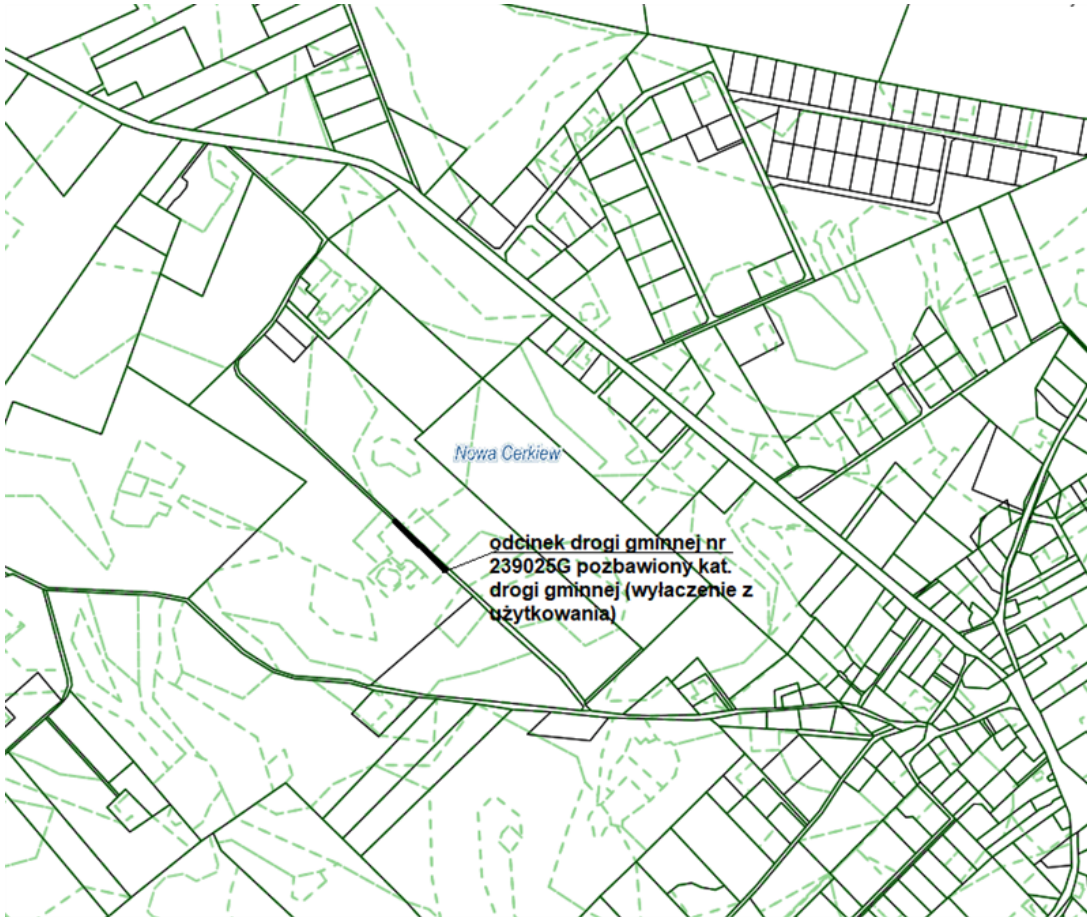 Nowa Cerkiew
odcinek drogi gminnej nr
239025G pozbawiony kat.
drogi gminnej (wyłaczenie z
użytkowania)